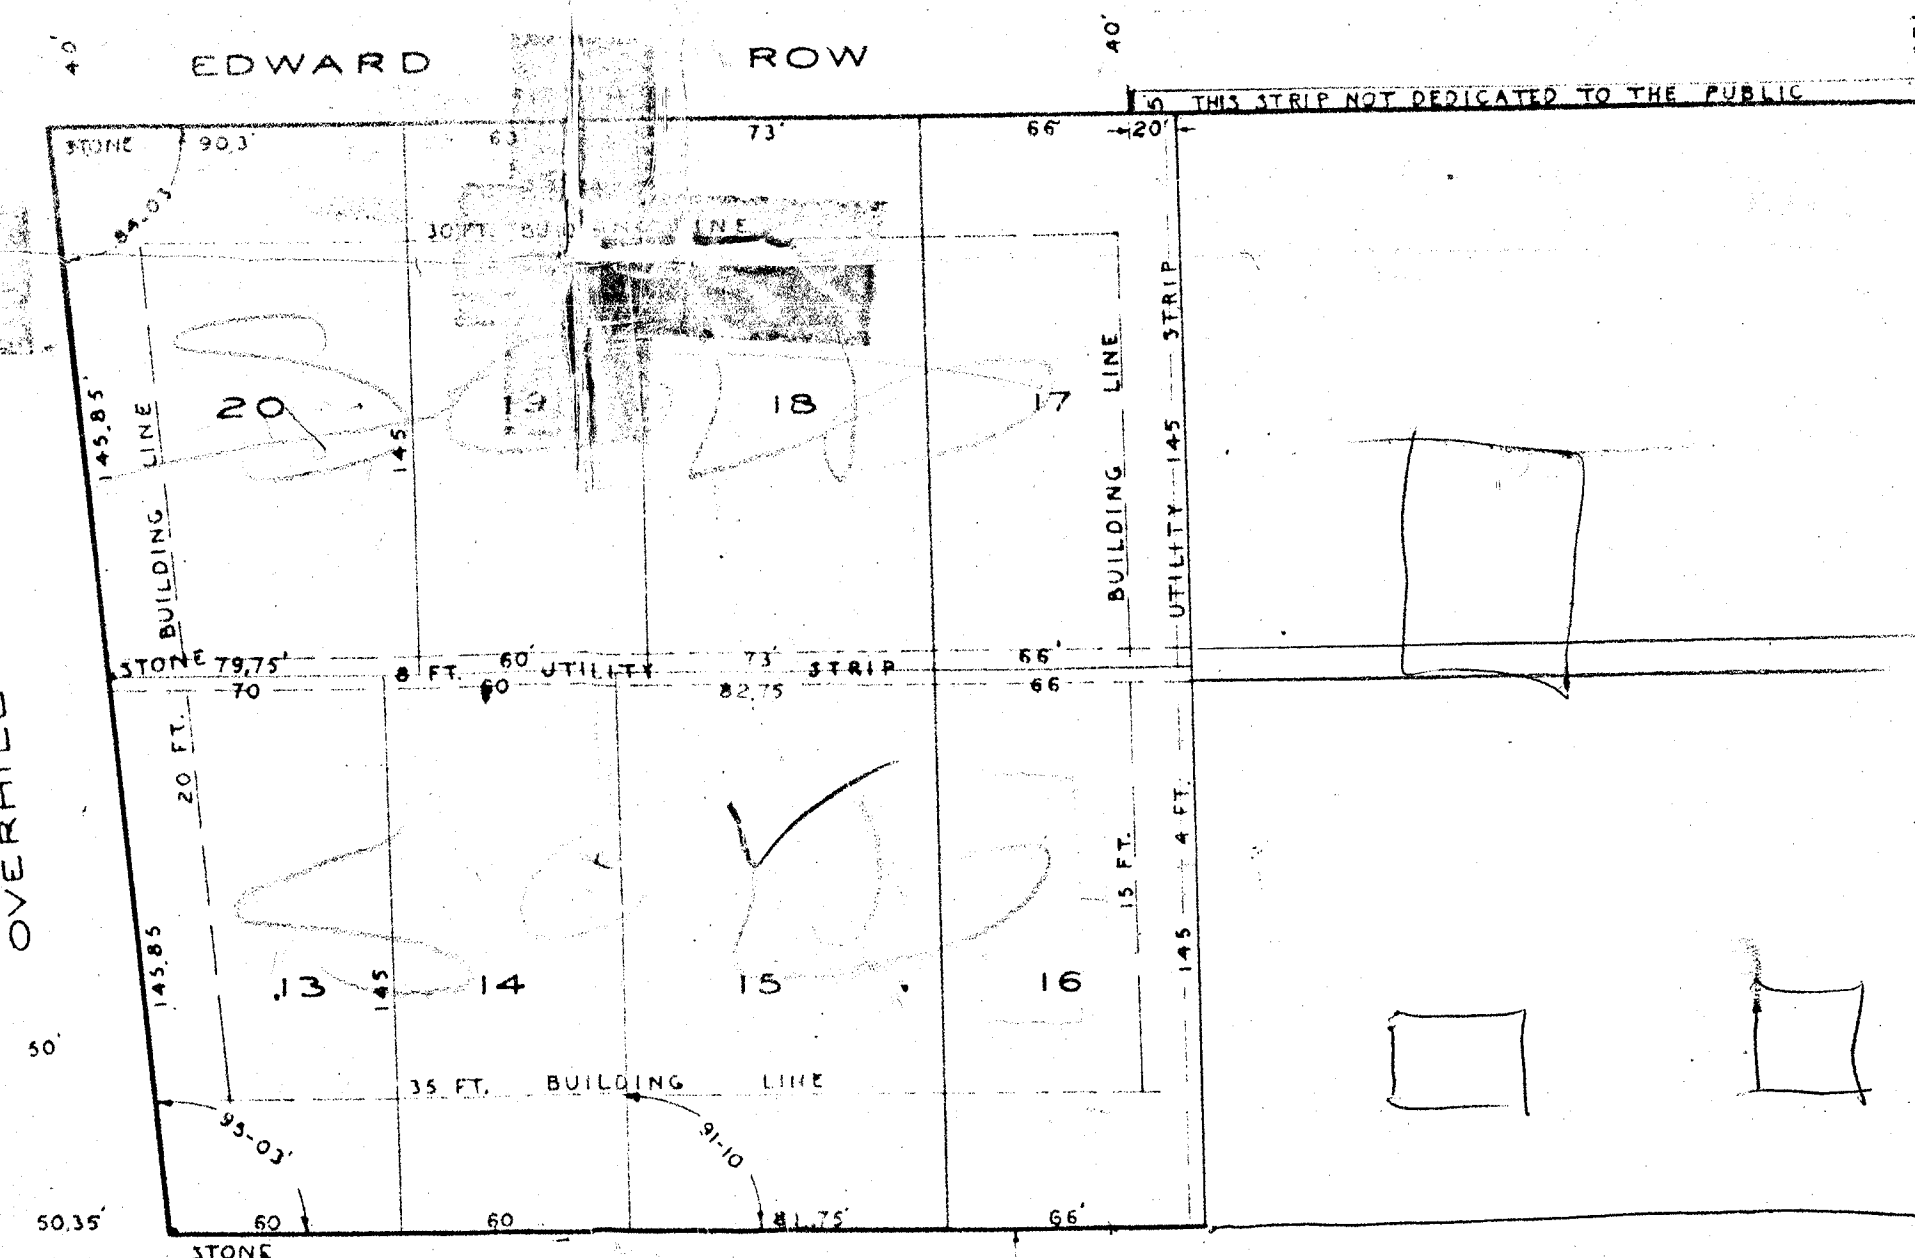 40' EDWARD ROW 40'
5 THIS STRIP NOT DEDICATED TO THE PUBLIC
STONE 90.3' 63 73' 66' 20'
30 FT. BUILDING LINE
20 19 18 17
145.85'
145
BUILDING LINE
BUILDING LINE
UTILITY 145 STRIP
STONE 79.75' 60' 73' 66'
8 FT. UTILITY STRIP
70 60 82.75 66
20 FT.
15 FT.
145 4 FT.
145.85
145
13 14 15 16
50'
35 FT. BUILDING LINE
95-03'
91-10
50.35' 60 60 81.75' 66'
STONE